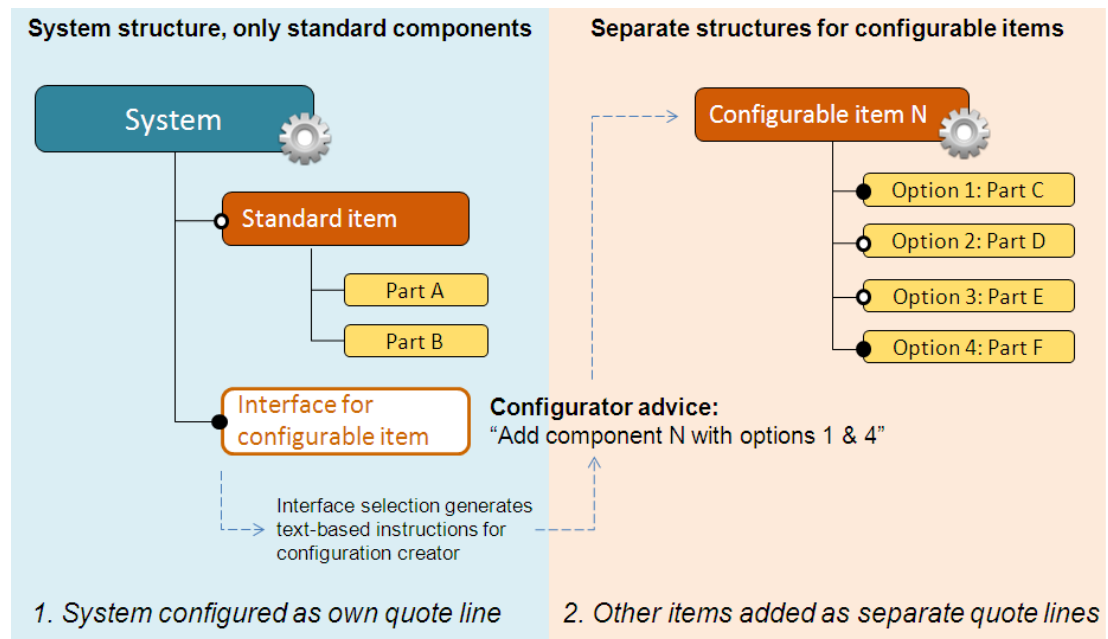 System structure, only standard components
Separate structures for configurable items
System
Configurable item N
Standard item
Part A
Part B
Option 1: Part C
Option 2: Part D
Option 3: Part E
Option 4: Part F
Interface for
configurable item
Configurator advice:
“Add component N with options 1 & 4”
Interface selection generates
text-based instructions for
configuration creator
1. System configured as own quote line
2. Other items added as separate quote lines